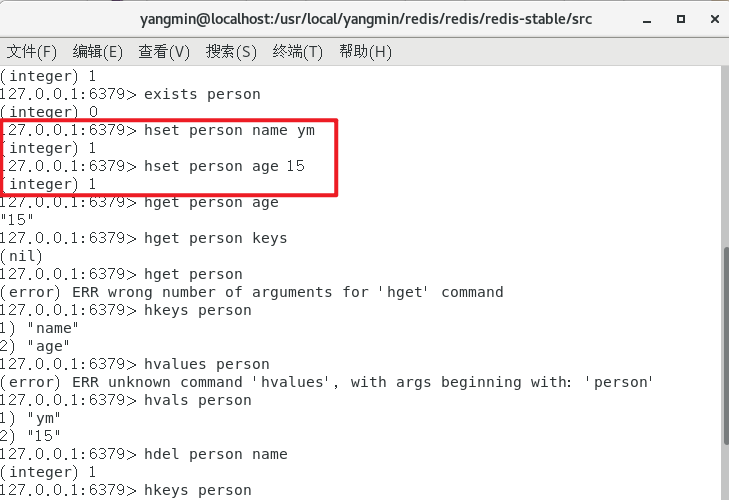 yangmin@localhost:/usr/local/yangmin/redis/redis/redis-stable/src
文件(F) 编辑(E) 查看(V) 搜索(S) 终端(T) 帮助(H)
(integer) 1
127.0.0.1:6379> exists person
(integer) 0
127.0.0.1:6379> hset person name ym
(integer) 1
127.0.0.1:6379> hset person age 15
(integer) 1
127.0.0.1:6379> hget person age
"15"
127.0.0.1:6379> hget person keys
(nil)
127.0.0.1:6379> hget person
(error) ERR wrong number of arguments for 'hget' command
127.0.0.1:6379> hkeys person
1) "name"
2) "age"
127.0.0.1:6379> hvalues person
(error) ERR unknown command 'hvalues', with args beginning with: 'person'
127.0.0.1:6379> hvals person
1) "ym"
2) "15"
127.0.0.1:6379> hdel person name
(integer) 1
127.0.0.1:6379> hkeys person